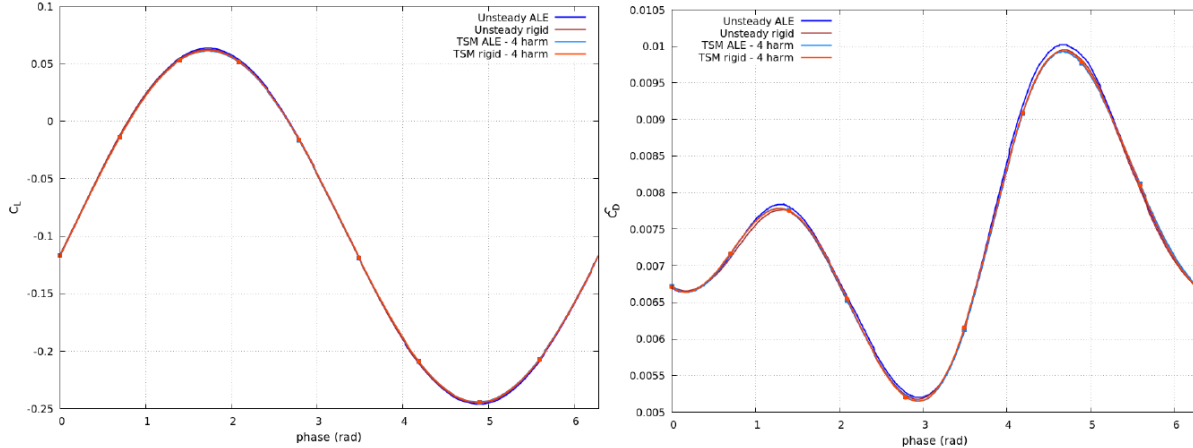 Unsteady ALE
Unsteady rigid
TSM ALE - 4 harm
TSM rigid - 4 harm
0.1
0.05
0
-0.05
-0.1
-0.15
-0.2
-0.25
C_L
0 1 2 3 4 5 6
phase (rad)
Unsteady ALE
Unsteady rigid
TSM ALE - 4 harm
TSM rigid - 4 harm
0.0105
0.01
0.0095
0.009
0.0085
0.008
0.0075
0.007
0.0065
0.006
0.0055
0.005
C_D
0 1 2 3 4 5 6
phase (rad)